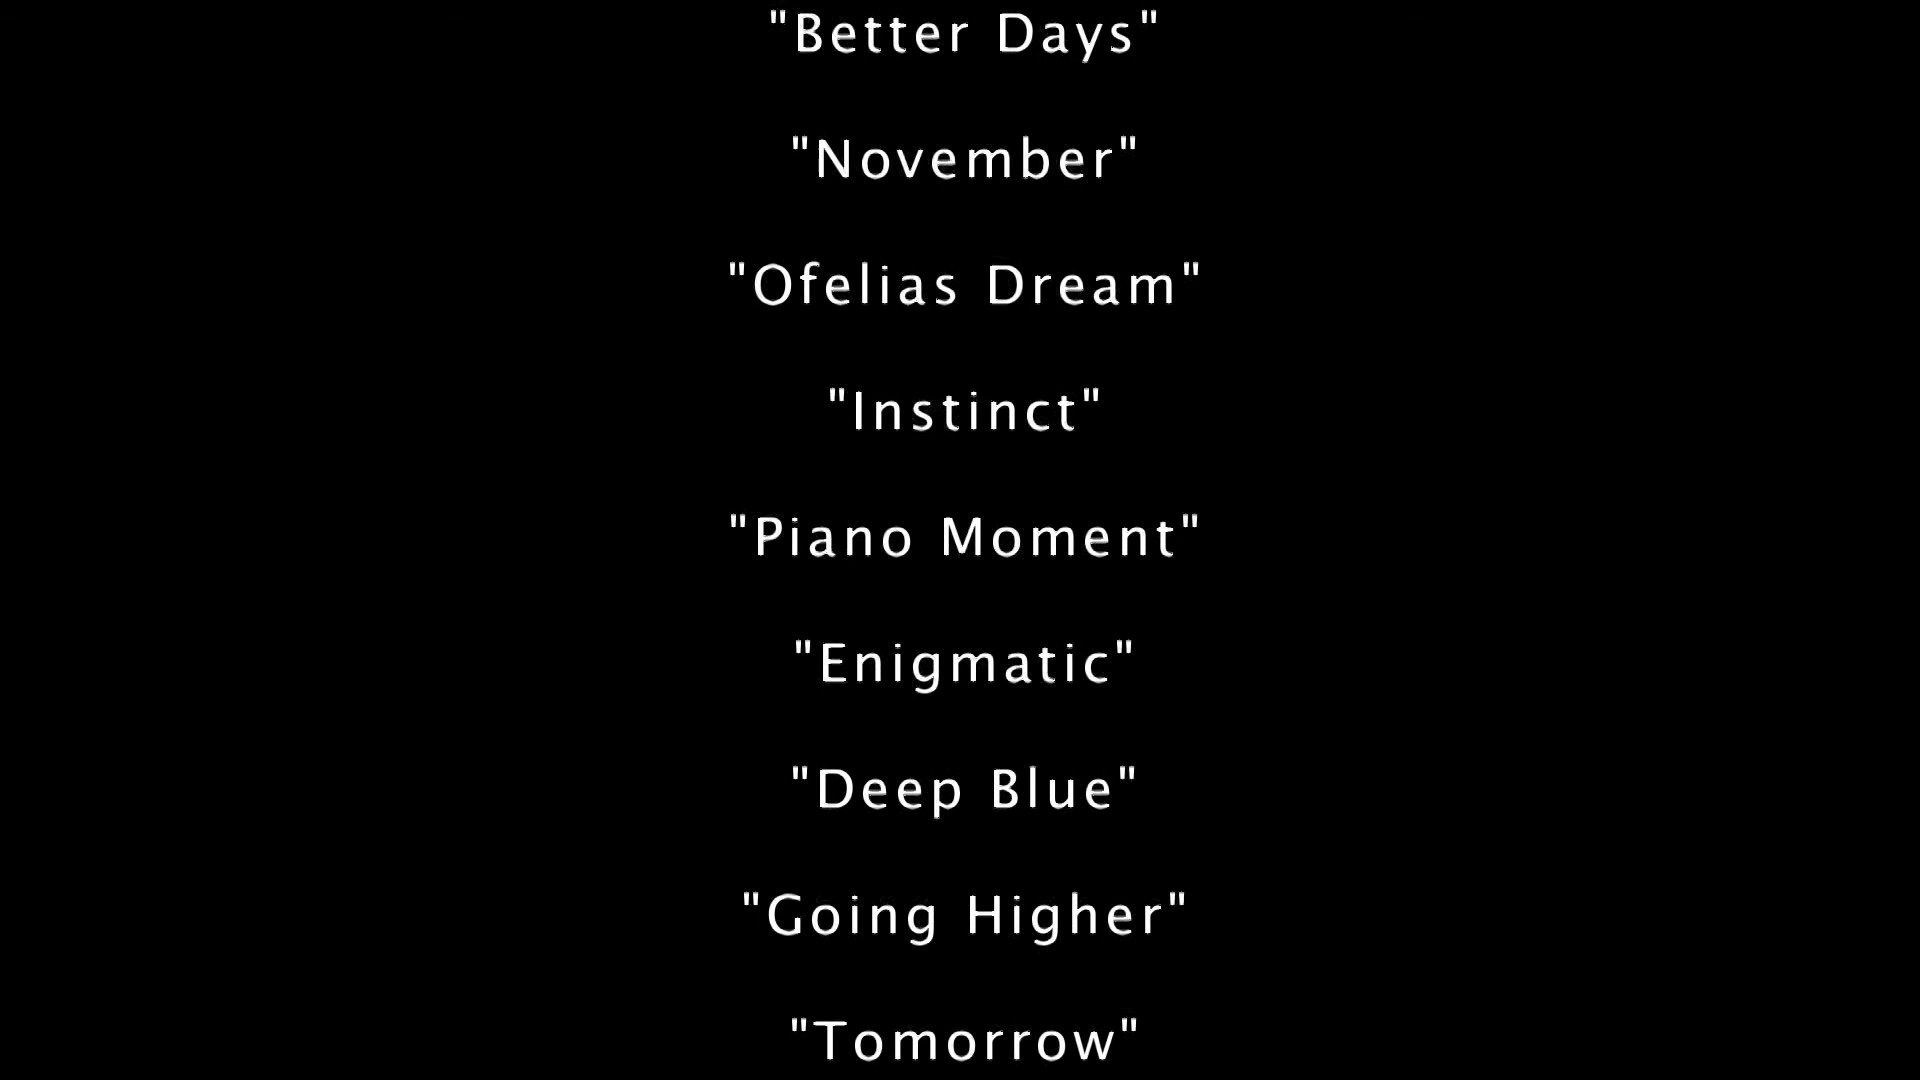 "Better Days"
"November"
"Ofelias Dream"
"Instinct"
"Piano Moment"
"Enigmatic"
"Deep Blue"
"Going Higher"
"Tomorrow"